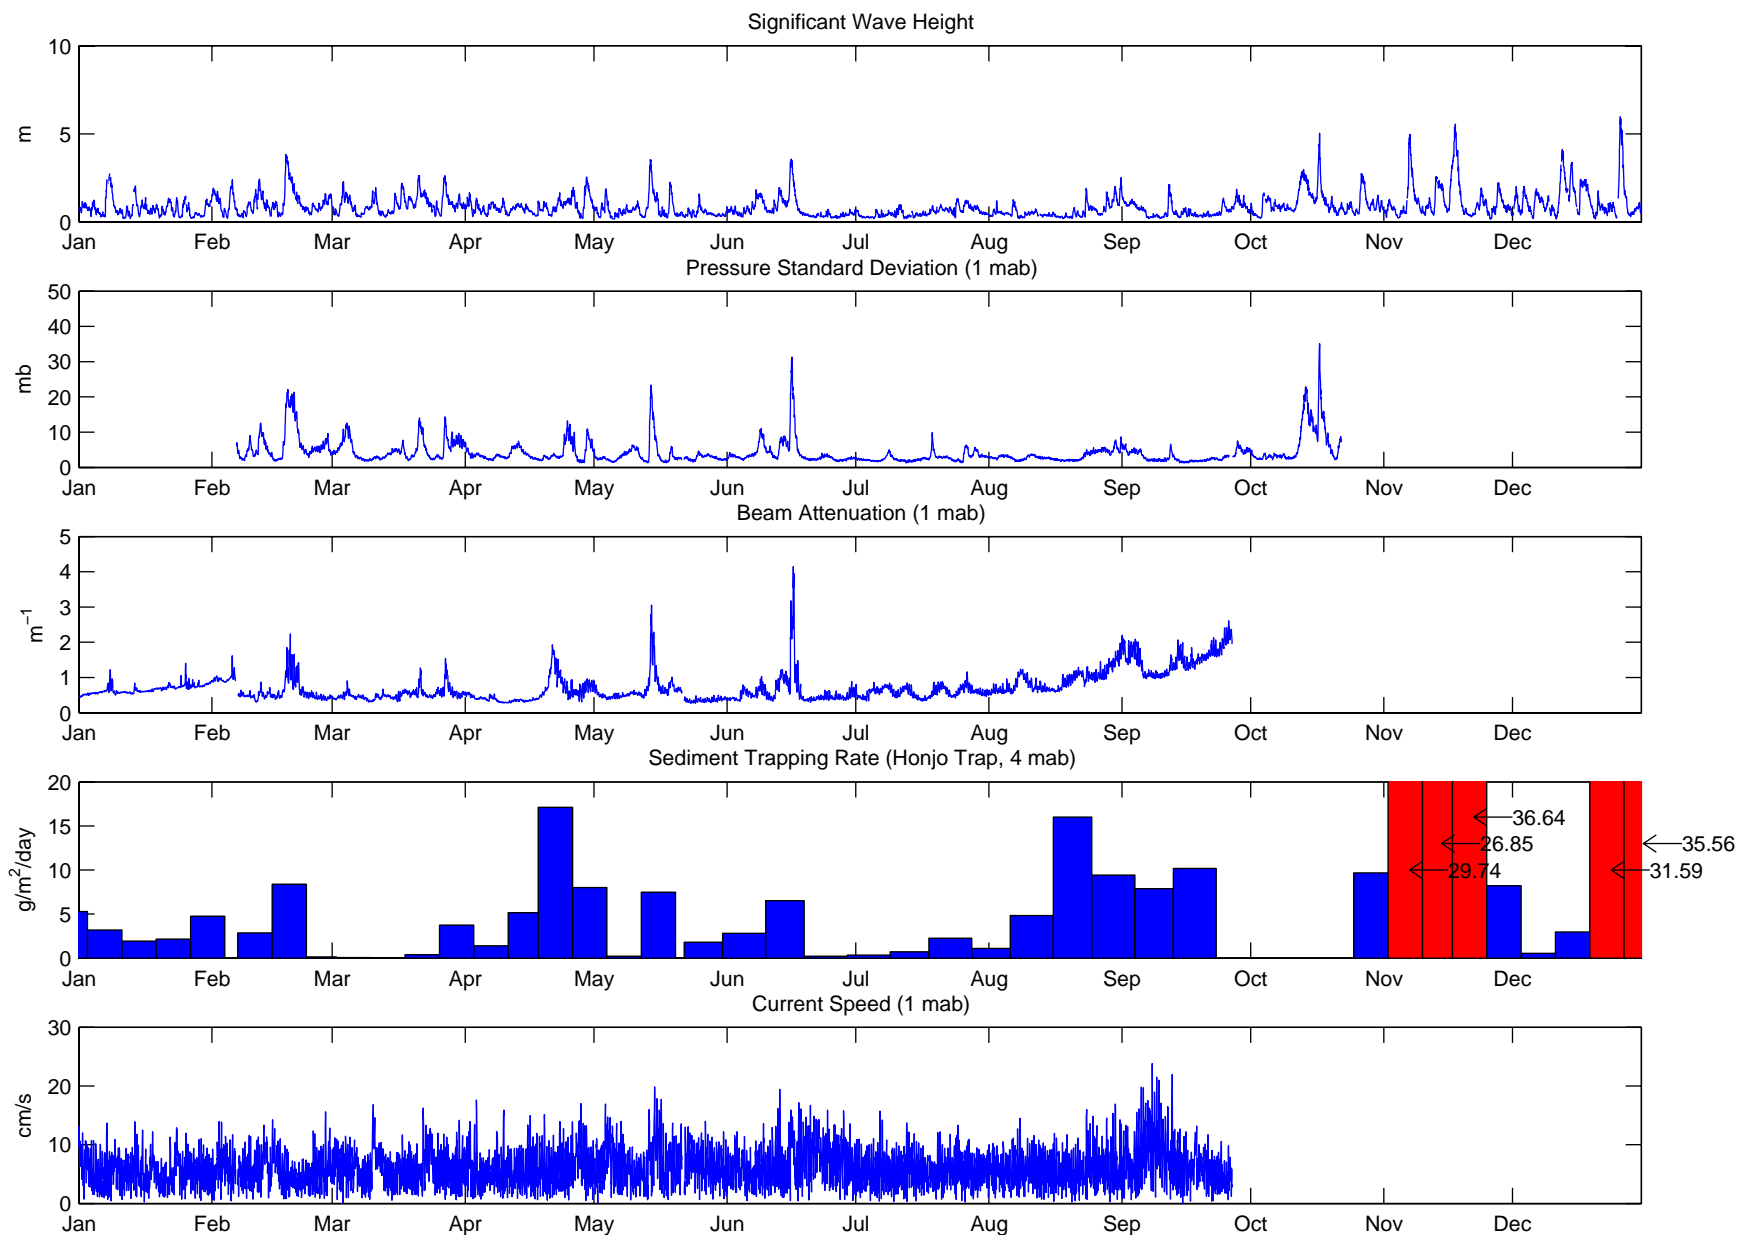 Significant Wave Height
10
5
0
m
Jan Feb Mar Apr May Jun Jul Aug Sep Oct Nov Dec
Pressure Standard Deviation (1 mab)
50
40
30
20
10
0
mb
Jan Feb Mar Apr May Jun Jul Aug Sep Oct Nov Dec
Beam Attenuation (1 mab)
5
4
3
2
1
0
m⁻¹
Jan Feb Mar Apr May Jun Jul Aug Sep Oct Nov Dec
Sediment Trapping Rate (Honjo Trap, 4 mab)
20
15
10
5
0
g/m²/day
36.64
26.85 35.56
29.74 31.59
Jan Feb Mar Apr May Jun Jul Aug Sep Oct Nov Dec
Current Speed (1 mab)
30
20
10
0
cm/s
Jan Feb Mar Apr May Jun Jul Aug Sep Oct Nov Dec